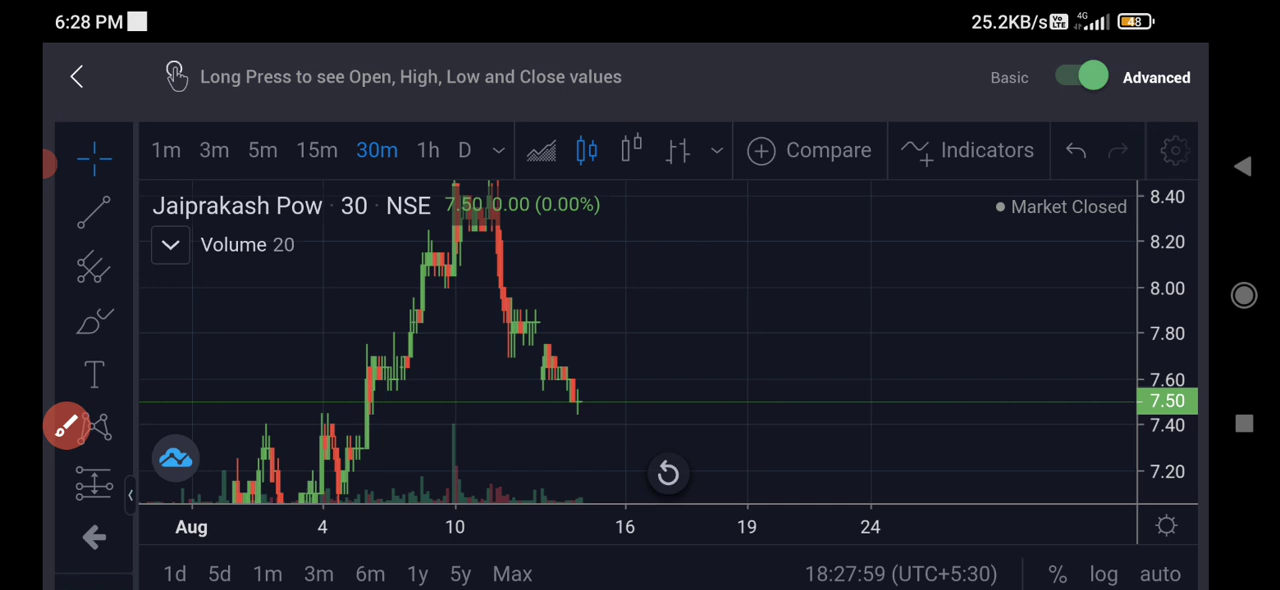 6:28 PM
25.2KB/s Vo LTE 4G 48
Long Press to see Open, High, Low and Close values
Basic Advanced
1m 3m 5m 15m 30m 1h D Compare Indicators
Jaiprakash Pow · 30 · NSE 7.50 0.00 (0.00%)
Market Closed
Volume 20
8.40
8.20
8.00
7.80
7.60
7.50
7.40
7.20
T
Aug 4 10 16 19 24
1d 5d 1m 3m 6m 1y 5y Max 18:27:59 (UTC+5:30) % log auto